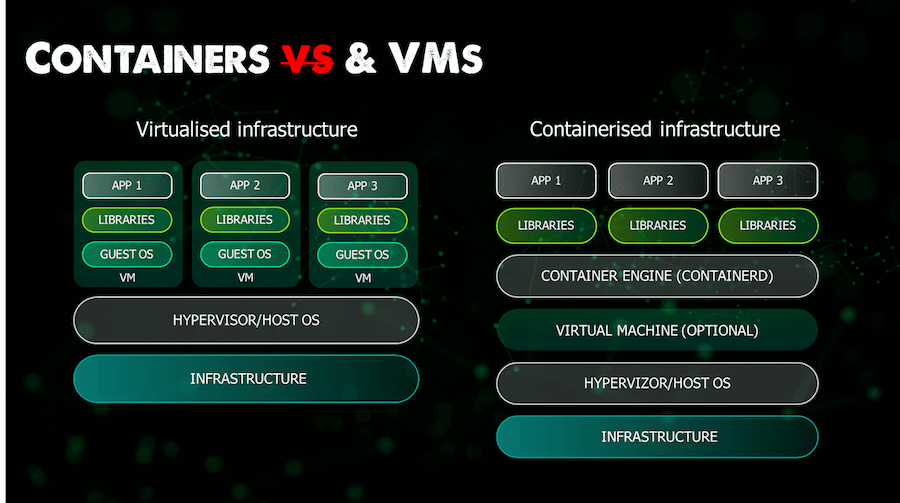 CONTAINERS VS & VMS
Virtualised infrastructure
APP 1
LIBRARIES
GUEST OS
VM
APP 2
LIBRARIES
GUEST OS
VM
APP 3
LIBRARIES
GUEST OS
VM
HYPERVISOR/HOST OS
INFRASTRUCTURE
Containerised infrastructure
APP 1
APP 2
APP 3
LIBRARIES
LIBRARIES
LIBRARIES
CONTAINER ENGINE (CONTAINERD)
VIRTUAL MACHINE (OPTIONAL)
HYPERVIZOR/HOST OS
INFRASTRUCTURE